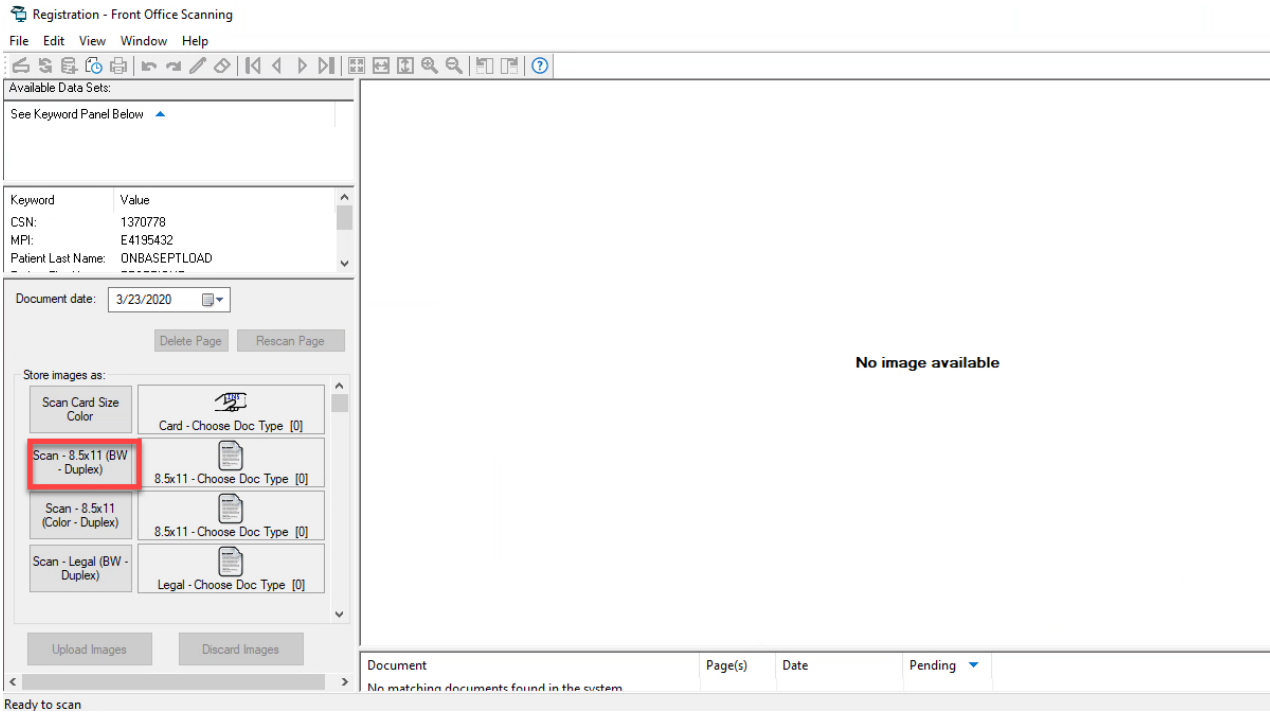 Registration - Front Office Scanning
File Edit View Window Help
Available Data Sets:
See Keyword Panel Below
Keyword Value
CSN: 1370778
MPI: E4195432
Patient Last Name: ONBASEPTLOAD
Document date: 3/23/2020
Delete Page Rescan Page
Store images as:
Scan Card Size
Color
Card - Choose Doc Type [0]
Scan - 8.5x11 (BW
- Duplex)
8.5x11 - Choose Doc Type [0]
Scan - 8.5x11
(Color - Duplex)
8.5x11 - Choose Doc Type [0]
Scan - Legal (BW -
Duplex)
Legal - Choose Doc Type [0]
Upload Images Discard Images
No image available
Document Page(s) Date Pending
No matching documents found in the system
Ready to scan